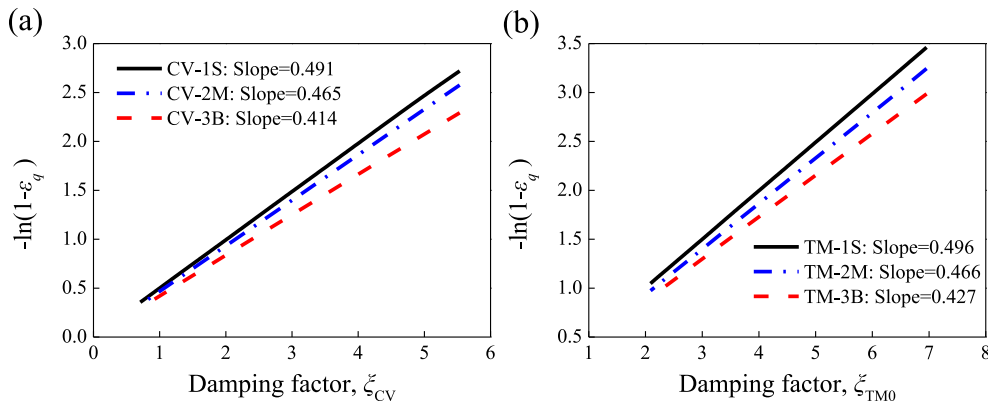 (a)
3.0
2.5
2.0
1.5
1.0
0.5
0.0
-ln(1-εq)
CV-1S: Slope=0.491
CV-2M: Slope=0.465
CV-3B: Slope=0.414
0 1 2 3 4 5 6
Damping factor, ξCV
(b)
3.5
3.0
2.5
2.0
1.5
1.0
0.5
-ln(1-εq)
TM-1S: Slope=0.496
TM-2M: Slope=0.466
TM-3B: Slope=0.427
1 2 3 4 5 6 7 8
Damping factor, ξTM0